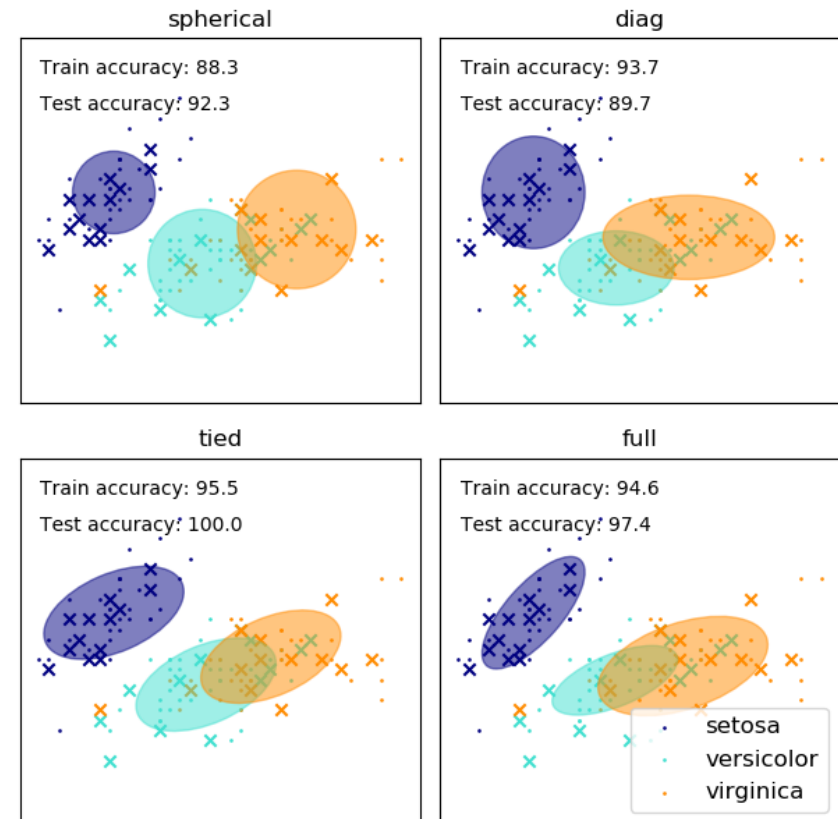 spherical
Train accuracy: 88.3
Test accuracy: 92.3
diag
Train accuracy: 93.7
Test accuracy: 89.7
tied
Train accuracy: 95.5
Test accuracy: 100.0
full
Train accuracy: 94.6
Test accuracy: 97.4
setosa
versicolor
virginica